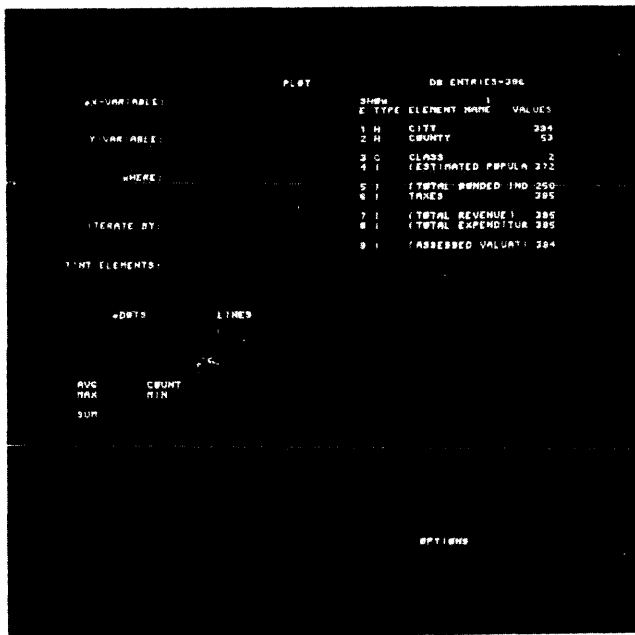 PLOT DB ENTRIES=396
*X-VARIABLE: SHOW 1
E TYPE ELEMENT NAME VALUES
1 H CITY 394
Y-VARIABLE: 2 H COUNTY 53
3 C CLASS 2
4 I (ESTIMATED POPULA 372
*WHERE:
5 I (TOTAL BONDED IND 250
6 I TAXES 395
7 I (TOTAL REVENUE) 395
ITERATE BY: 8 I (TOTAL EXPENDITUR 395
9 I (ASSESSED VALUAT) 394
ELEMENTS:
*DOTS LINES
AVG COUNT
MAX MIN
SUM
OPTIONS